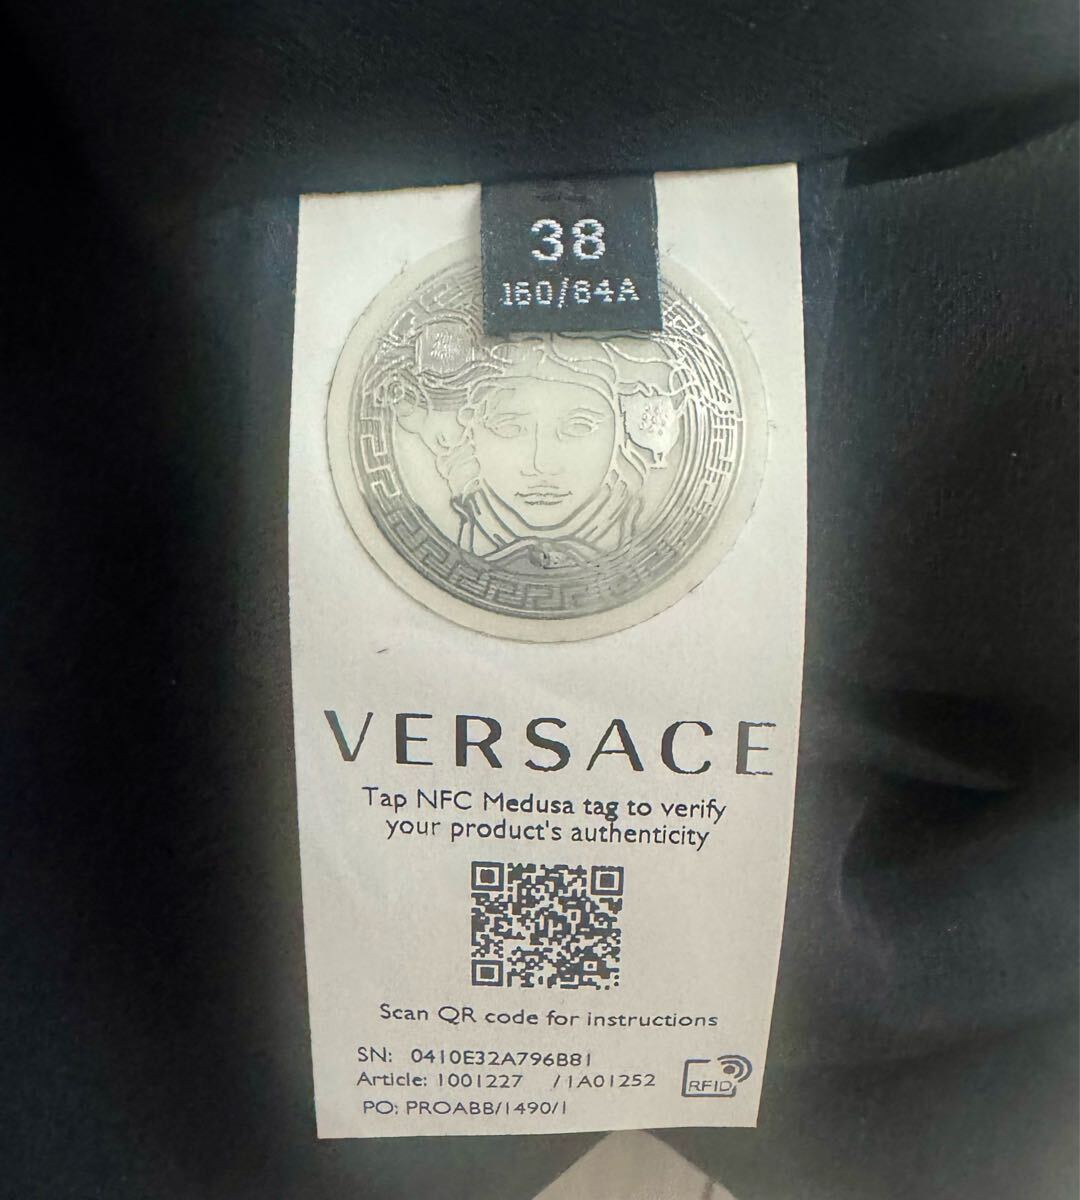 38
160/84A
VERSACE
Tap NFC Medusa tag to verify
your product's authenticity
Scan QR code for instructions
SN: 0410E32A796B81
Article: 1001227 /1A01252
RFID
PO: PROABB/1490/1